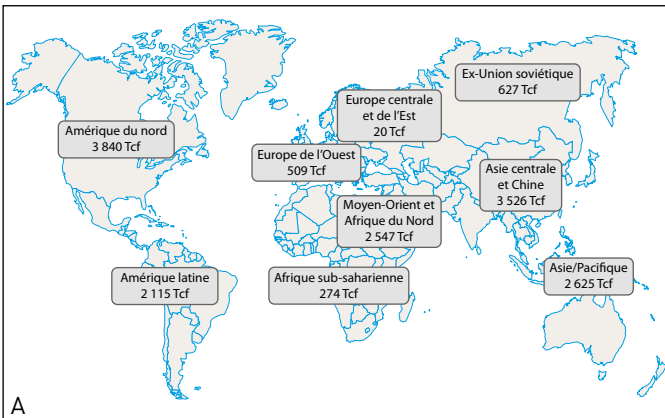 Ex-Union soviétique
627 Tcf
Europe centrale
et de l'Est
20 Tcf
Amérique du nord
3 840 Tcf
Europe de l'Ouest
509 Tcf
Asie centrale
et Chine
3 526 Tcf
Moyen-Orient et
Afrique du Nord
2 547 Tcf
Amérique latine
2 115 Tcf
Afrique sub-saharienne
274 Tcf
Asie/Pacifique
2 625 Tcf
A